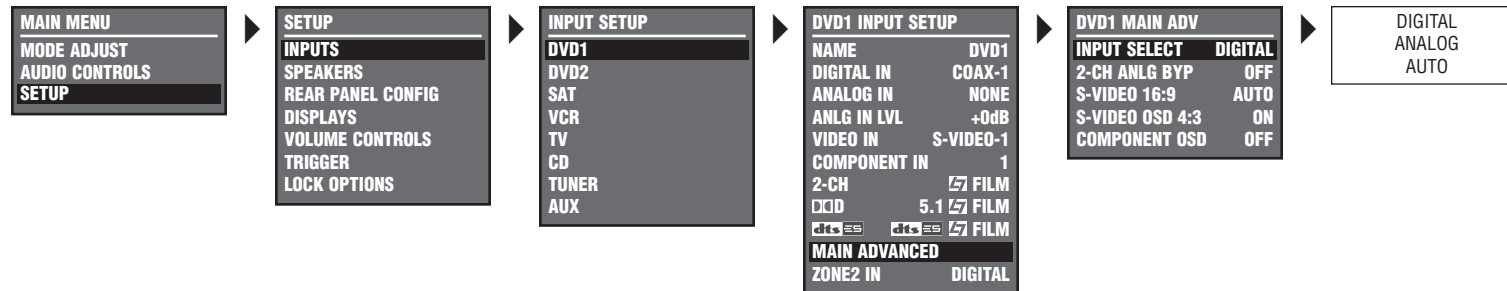 MAIN MENU
MODE ADJUST
AUDIO CONTROLS
SETUP
SETUP
INPUTS
SPEAKERS
REAR PANEL CONFIG
DISPLAYS
VOLUME CONTROLS
TRIGGER
LOCK OPTIONS
INPUT SETUP
DVD1
DVD2
SAT
VCR
TV
CD
TUNER
AUX
DVD1 INPUT SETUP
NAME DVD1
DIGITAL IN COAX-1
ANALOG IN NONE
ANLG IN LVL +0dB
VIDEO IN S-VIDEO-1
COMPONENT IN 1
2-CH L7 FILM
D 5.1 L7 FILM
dts ES dts ES L7 FILM
MAIN ADVANCED
ZONE2 IN DIGITAL
DVD1 MAIN ADV
INPUT SELECT DIGITAL
2-CH ANLG BYP OFF
S-VIDEO 16:9 AUTO
S-VIDEO OSD 4:3 ON
COMPONENT OSD OFF
DIGITAL
ANALOG
AUTO